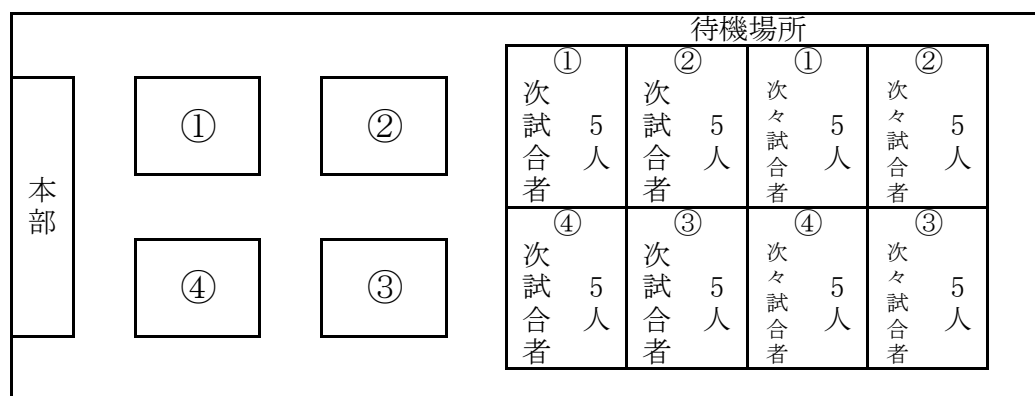 待機場所
本部
①
②
④
③
①
次試合者
5人
②
次試合者
5人
①
次々試合者
5人
②
次々試合者
5人
④
次試合者
5人
③
次試合者
5人
④
次々試合者
5人
③
次々試合者
5人